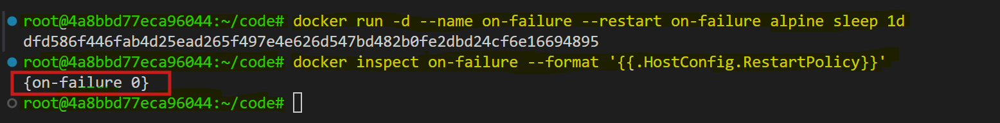 root@4a8bbd77eca96044:~/code# docker run -d --name on-failure --restart on-failure alpine sleep 1d
dfd586f446fab4d25ead265f497e4e626d547bd482b0fe2dbd24cf6e16694895
root@4a8bbd77eca96044:~/code# docker inspect on-failure --format '{{.HostConfig.RestartPolicy}}'
{on-failure 0}
root@4a8bbd77eca96044:~/code#